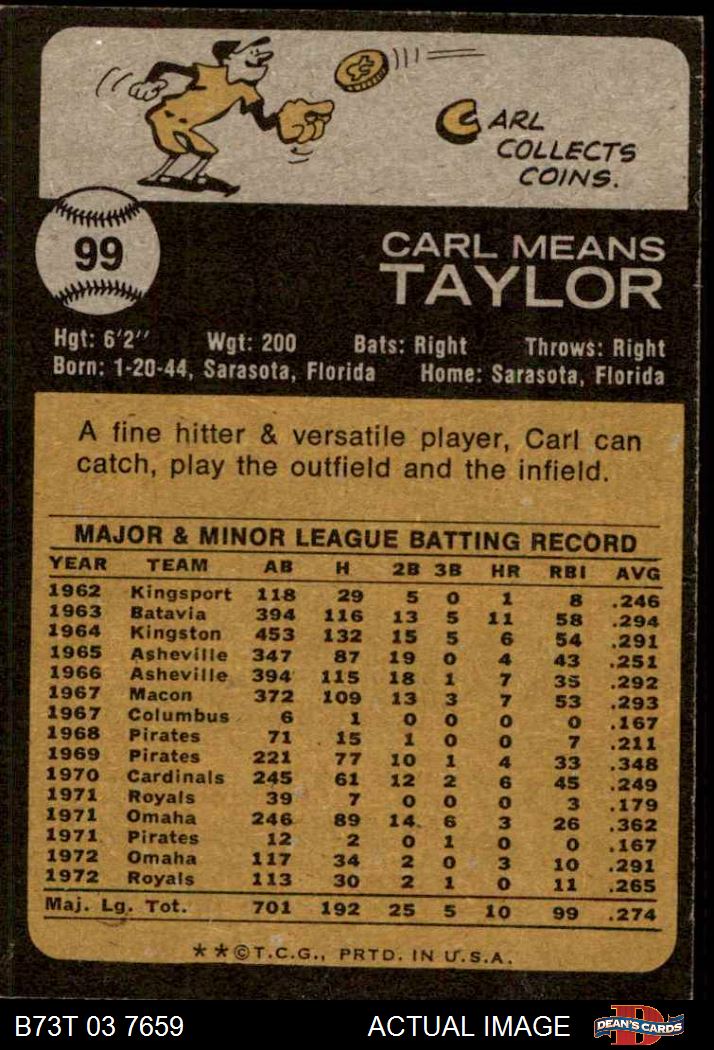 CARL
COLLECTS
COINS.
99
CARL MEANS
TAYLOR
Hgt: 6'2" Wgt: 200 Bats: Right Throws: Right
Born: 1-20-44, Sarasota, Florida Home: Sarasota, Florida
A fine hitter & versatile player, Carl can
catch, play the outfield and the infield.
MAJOR & MINOR LEAGUE BATTING RECORD
YEAR TEAM AB H 2B 3B HR RBI AVG
1962 Kingsport 118 29 5 0 1 8 .246
1963 Batavia 394 116 13 5 11 58 .294
1964 Kingston 453 132 15 5 6 54 .291
1965 Asheville 347 87 19 0 4 43 .251
1966 Asheville 394 115 18 1 7 35 .292
1967 Macon 372 109 13 3 7 53 .293
1967 Columbus 6 1 0 0 0 0 .167
1968 Pirates 71 15 1 0 0 7 .211
1969 Pirates 221 77 10 1 4 33 .348
1970 Cardinals 245 61 12 2 6 45 .249
1971 Royals 39 7 0 0 0 3 .179
1971 Omaha 246 89 14 6 3 26 .362
1971 Pirates 12 2 0 1 0 0 .167
1972 Omaha 117 34 2 0 3 10 .291
1972 Royals 113 30 2 1 0 11 .265
Maj. Lg. Tot. 701 192 25 5 10 99 .274
**©T.C.G., PRTD. IN U.S.A.
B73T 03 7659 ACTUAL IMAGE D DEAN'S CARDS